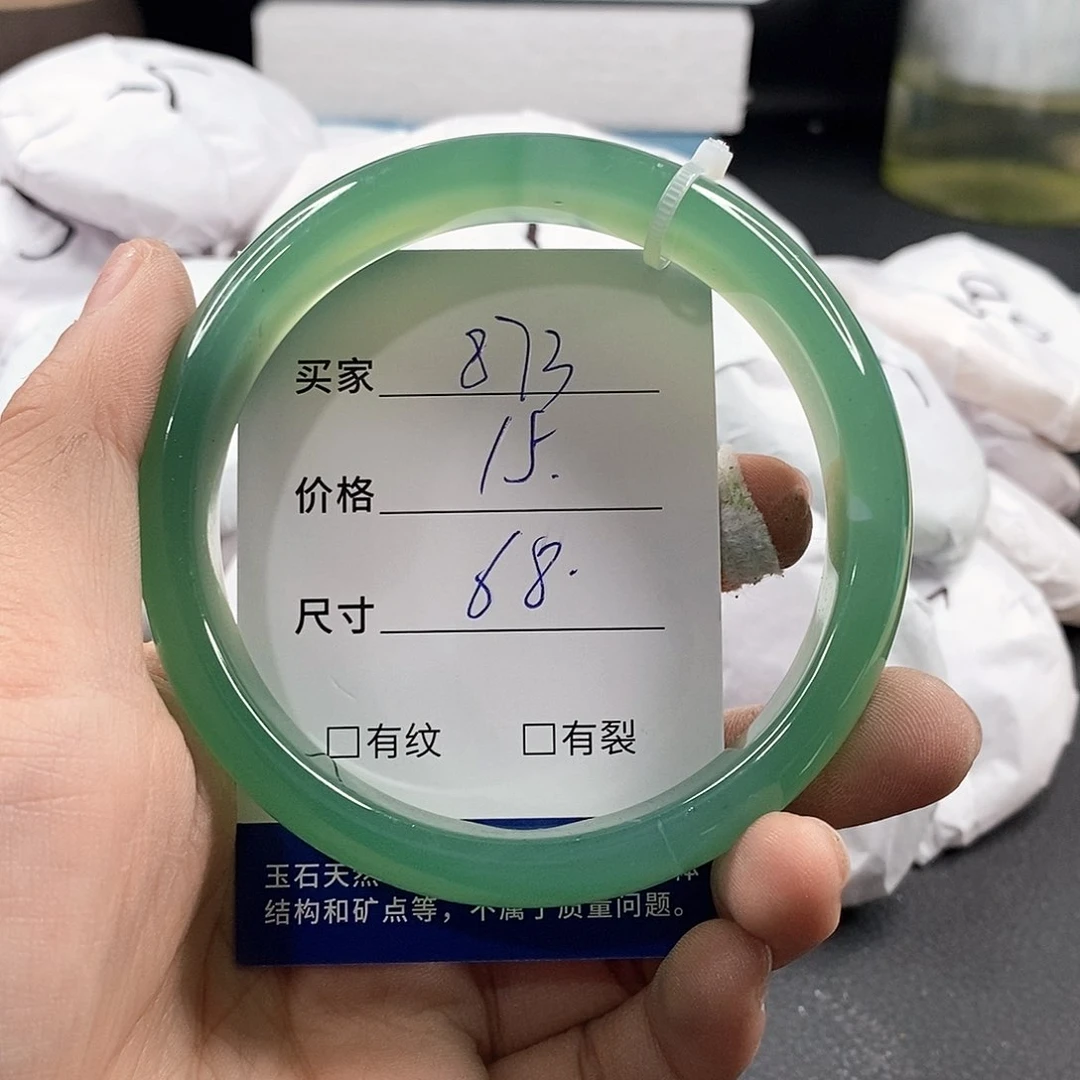 买家 873
价格 15.
尺寸 68.
□有纹 □有裂
玉石天然
结构和矿点等，不属于质量问题。